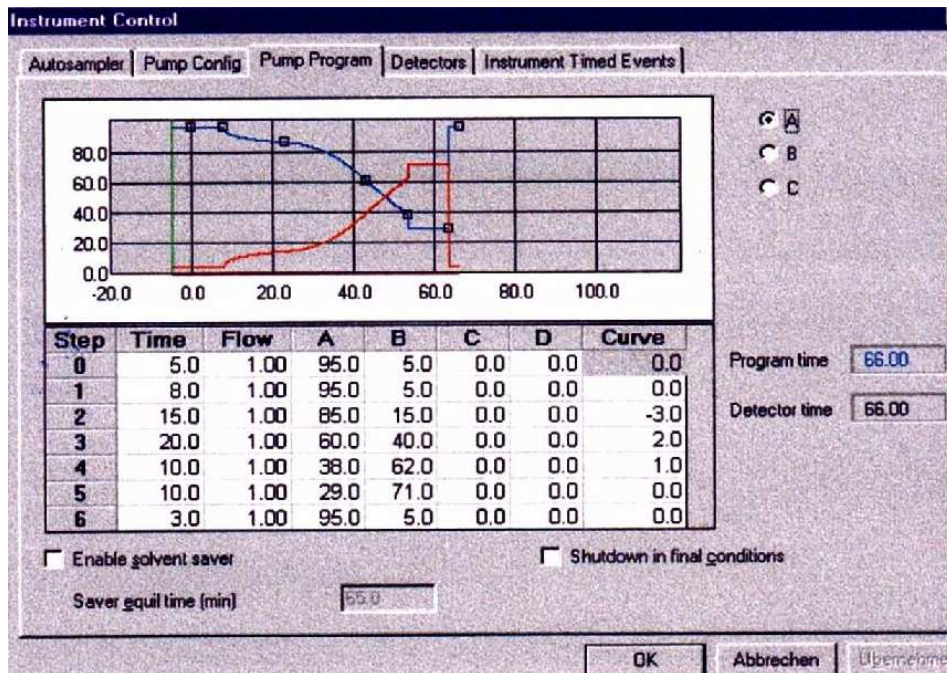 Instrument Control
Autosampler Pump Config Pump Program Detectors Instrument Timed Events
80.0
60.0
40.0
20.0
0.0
-20.0 0.0 20.0 40.0 60.0 80.0 100.0
A
B
C
Step Time Flow A B C D Curve
0 5.0 1.00 95.0 5.0 0.0 0.0 0.0
1 8.0 1.00 95.0 5.0 0.0 0.0 0.0
2 15.0 1.00 85.0 15.0 0.0 0.0 -3.0
3 20.0 1.00 60.0 40.0 0.0 0.0 2.0
4 10.0 1.00 38.0 62.0 0.0 0.0 1.0
5 10.0 1.00 29.0 71.0 0.0 0.0 0.0
6 3.0 1.00 95.0 5.0 0.0 0.0 0.0
Program time 66.00
Detector time 66.00
Enable solvent saver
Shutdown in final conditions
Saver equil time (min)
OK Abbrechen Übernehme